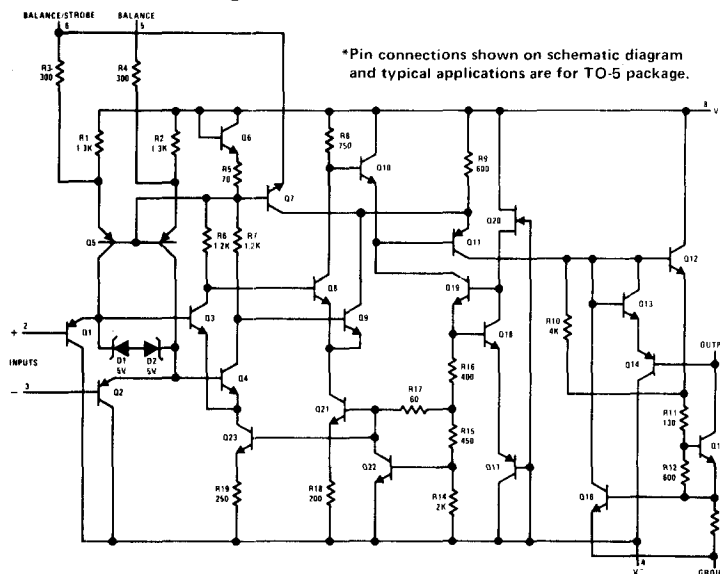 BALANCE/STROBE
6
BALANCE
5
*Pin connections shown on schematic diagram
and typical applications are for TO-5 package.
R3
300
R4
300
8
V
R1
1.3K
R2
1.3K
Q6
R5
70
R8
750
Q10
R9
600
Q7
Q20
Q5
R6
1.2K
R7
1.2K
Q11
Q12
Q8
Q19
Q3
Q9
Q18
R10
4K
Q13
+
2
Q1
D1
5V
D2
5V
R16
400
Q14
OUTP
INPUTS
Q4
R17
60
–
3
Q2
Q21
R11
130
Q23
R15
450
Q1
Q22
Q17
R12
600
R19
250
R18
200
R14
2K
Q16
4
V–
GROUN